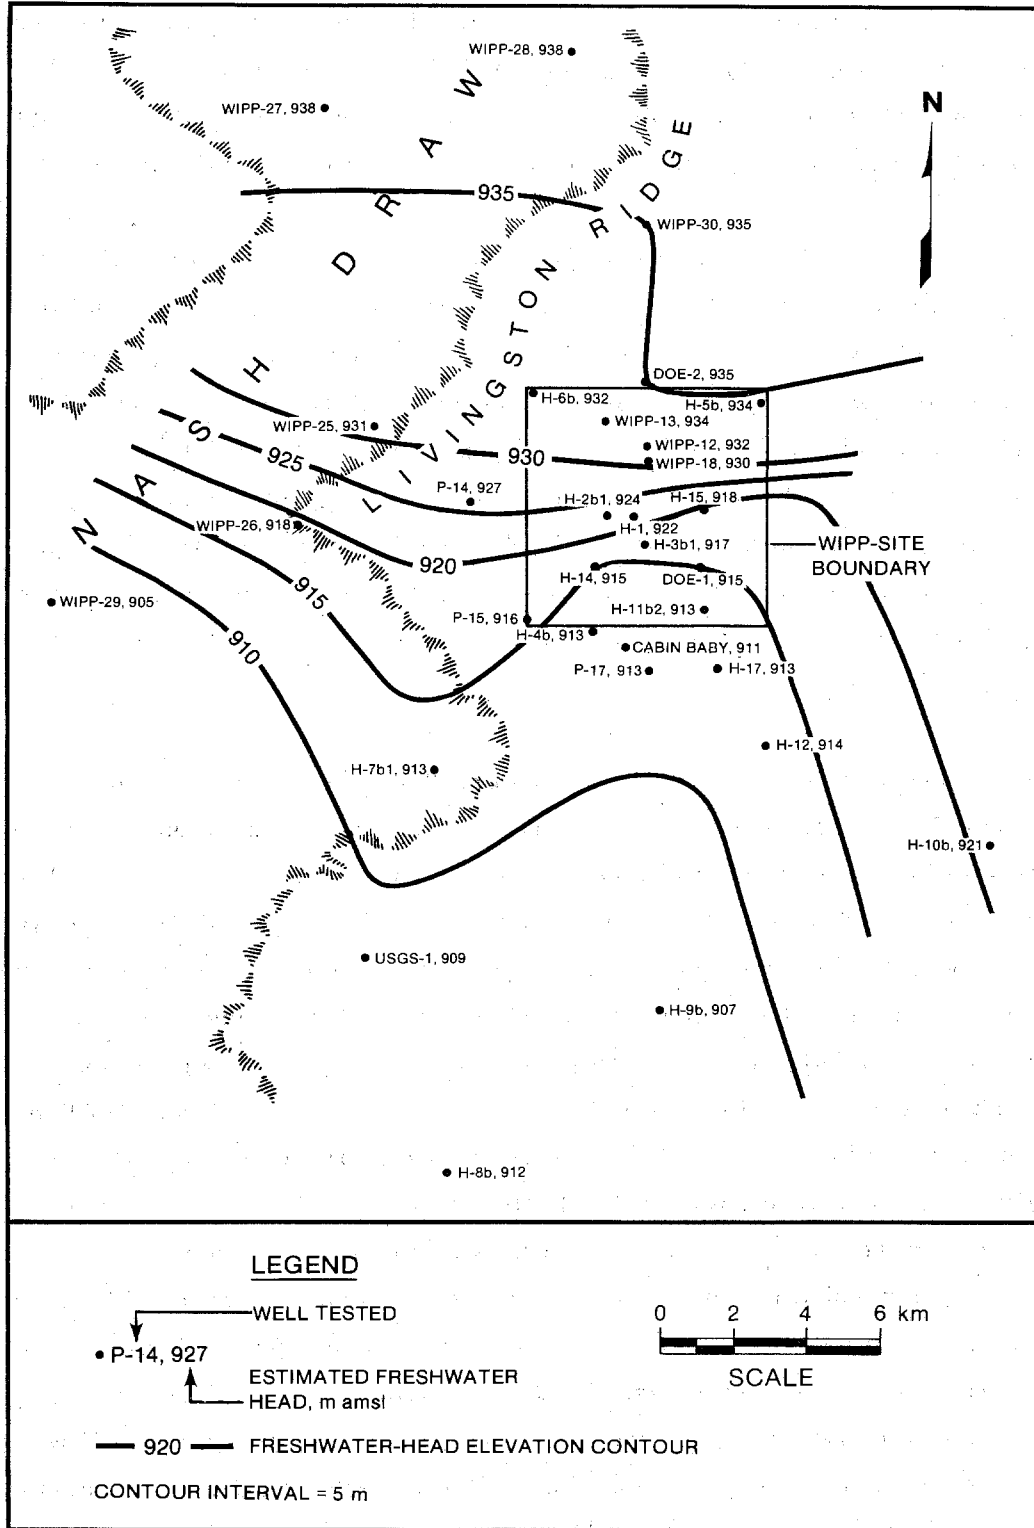 WIPP-28, 938
WIPP-27, 938
N
NASH DRAW
LIVINGSTON RIDGE
935
WIPP-30, 935
DOE-2, 935
H-6b, 932
H-5b, 934
WIPP-13, 934
WIPP-25, 931
WIPP-12, 932
930
WIPP-18, 930
925
P-14, 927
H-2b1, 924
H-15, 918
WIPP-26, 918
H-1, 922
H-3b1, 917
WIPP-SITE
BOUNDARY
920
H-14, 915
DOE-1, 915
915
WIPP-29, 905
H-11b2, 913
P-15, 916
H-4b, 913
910
CABIN BABY, 911
P-17, 913
H-17, 913
H-12, 914
H-7b1, 913
H-10b, 921
USGS-1, 909
H-9b, 907
H-8b, 912
LEGEND
WELL TESTED
P-14, 927
ESTIMATED FRESHWATER
HEAD, m amsl
920 FRESHWATER-HEAD ELEVATION CONTOUR
CONTOUR INTERVAL = 5 m
0 2 4 6 km
SCALE